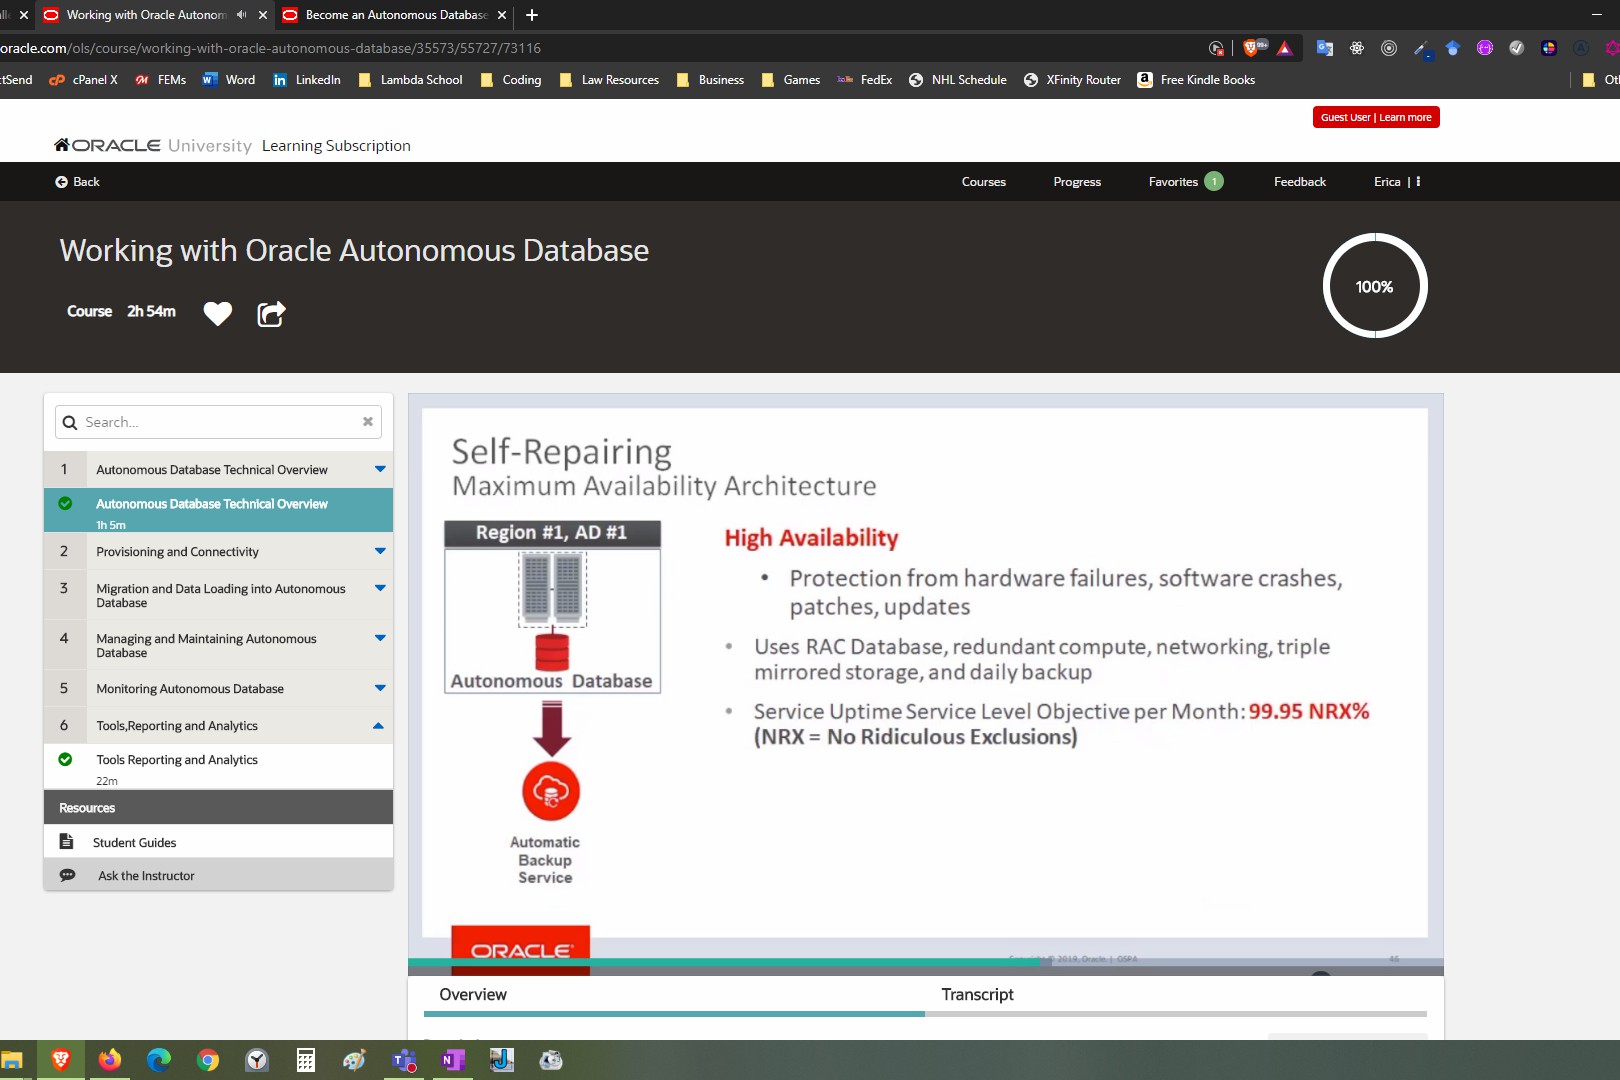 Working with Oracle Autonom
Become an Autonomous Database
oracle.com/ols/course/working-with-oracle-autonomous-database/35573/55727/73116
99+
ctSend
cPanel X
FEMs
Word
LinkedIn
Lambda School
Coding
Law Resources
Business
Games
FedEx
NHL Schedule
XFinity Router
Free Kindle Books
Guest User | Learn more
ORACLE University Learning Subscription
Back
Courses
Progress
Favorites 1
Feedback
Erica |
Working with Oracle Autonomous Database
Course 2h 54m
100%
Search...
1 Autonomous Database Technical Overview
Autonomous Database Technical Overview
1h 5m
2 Provisioning and Connectivity
3 Migration and Data Loading into Autonomous
Database
4 Managing and Maintaining Autonomous
Database
5 Monitoring Autonomous Database
6 Tools,Reporting and Analytics
Tools Reporting and Analytics
22m
Resources
Student Guides
Ask the Instructor
Self-Repairing
Maximum Availability Architecture
Region #1, AD #1
Autonomous Database
Automatic
Backup
Service
High Availability
• Protection from hardware failures, software crashes,
patches, updates
• Uses RAC Database, redundant compute, networking, triple
mirrored storage, and daily backup
• Service Uptime Service Level Objective per Month: 99.95 NRX%
(NRX = No Ridiculous Exclusions)
ORACLE
Copyright © 2019, Oracle | OSPA
46
Overview
Transcript